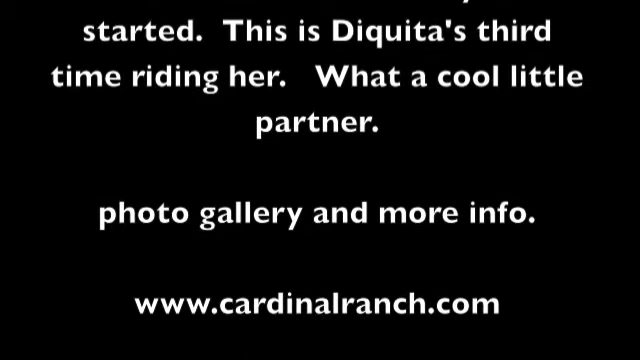 started. This is Diquita's third
time riding her. What a cool little
partner.
photo gallery and more info.
www.cardinalranch.com